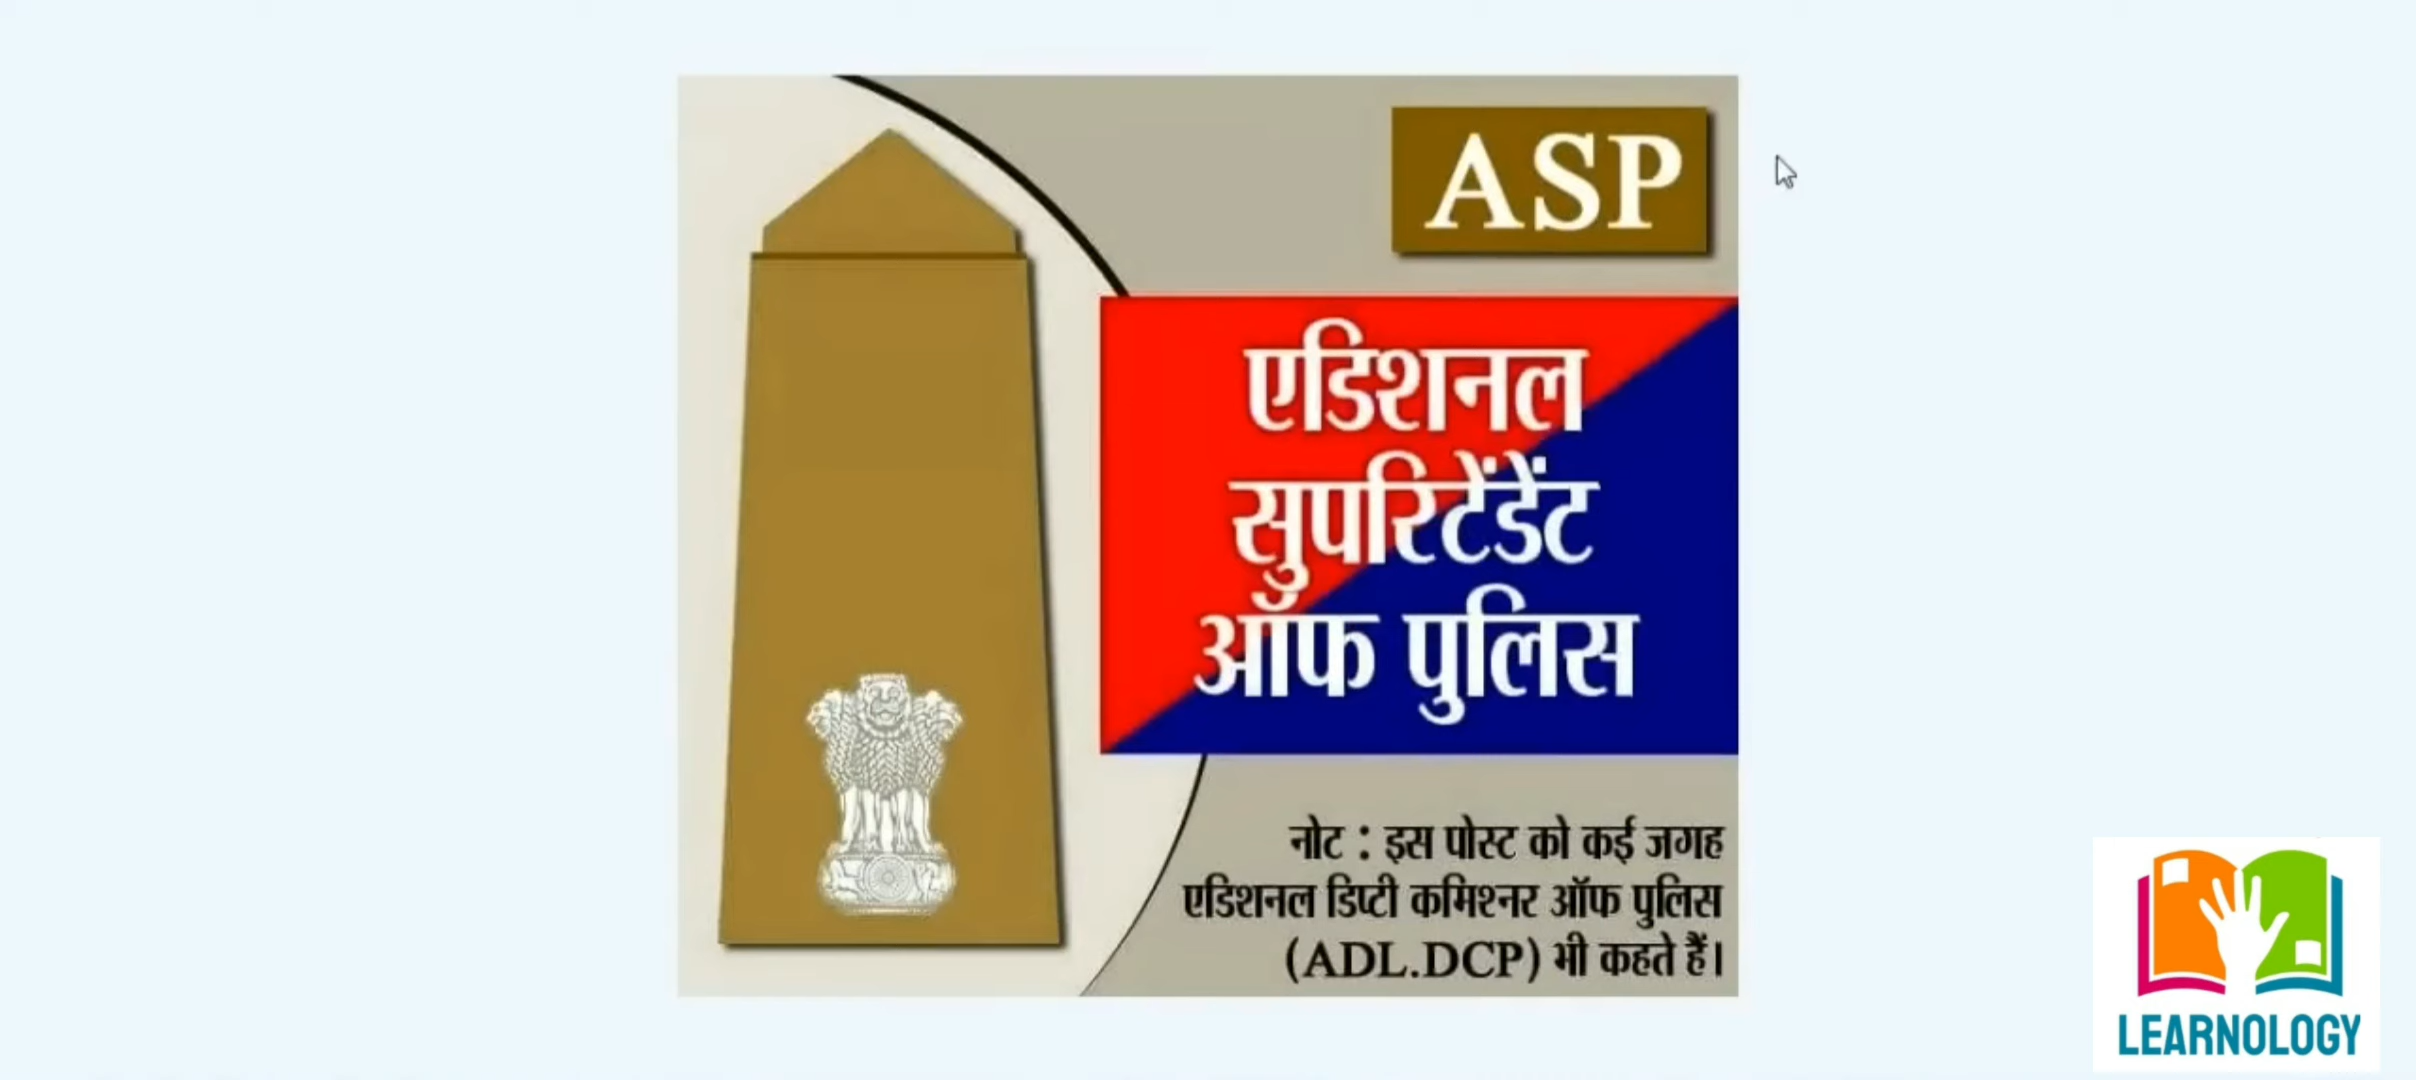 ASP
एडिशनल
सुपरिटेंडेंट
ऑफ पुलिस
नोट : इस पोस्ट को कई जगह
एडिशनल डिप्टी कमिश्नर ऑफ पुलिस
(ADL.DCP) भी कहते हैं।
LEARNOLOGY